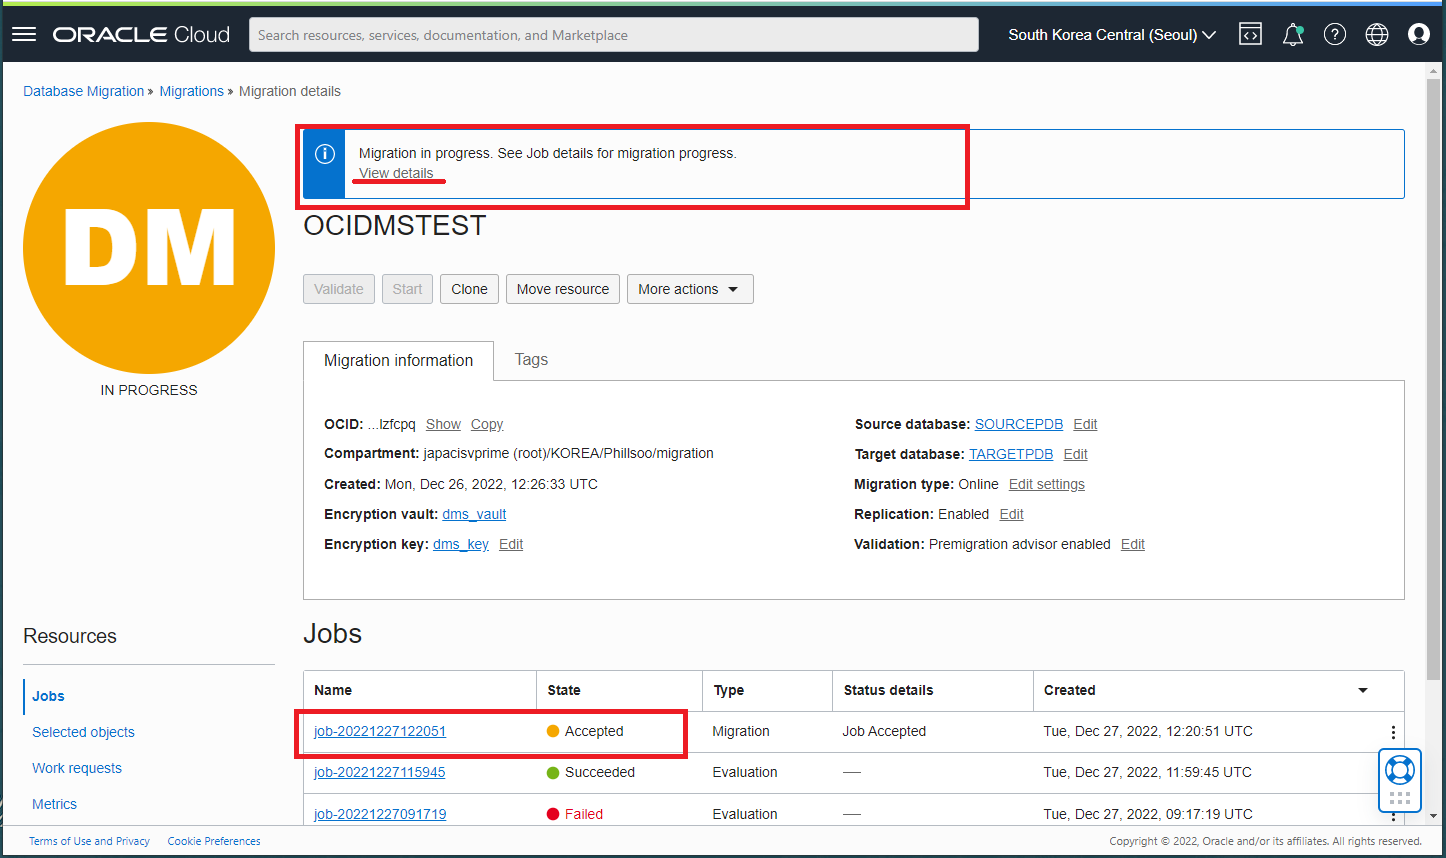 ORACLE Cloud
Search resources, services, documentation, and Marketplace
South Korea Central (Seoul)
Database Migration » Migrations » Migration details
DM
IN PROGRESS
Migration in progress. See Job details for migration progress.
View details
OCIDMSTEST
Validate Start Clone Move resource More actions
Migration information Tags
OCID: ...lzfcpq Show Copy
Compartment: japacisvprime (root)/KOREA/Phillsoo/migration
Created: Mon, Dec 26, 2022, 12:26:33 UTC
Encryption vault: dms_vault
Encryption key: dms_key Edit
Source database: SOURCEPDB Edit
Target database: TARGETPDB Edit
Migration type: Online Edit settings
Replication: Enabled Edit
Validation: Premigration advisor enabled Edit
Resources
Jobs
Selected objects
Work requests
Metrics
Jobs
Name State Type Status details Created
job-20221227122051 Accepted Migration Job Accepted Tue, Dec 27, 2022, 12:20:51 UTC
job-20221227115945 Succeeded Evaluation — Tue, Dec 27, 2022, 11:59:45 UTC
job-20221227091719 Failed Evaluation — Tue, Dec 27, 2022, 09:17:19 UTC
Terms of Use and Privacy Cookie Preferences
Copyright © 2022, Oracle and/or its affiliates. All rights reserved.